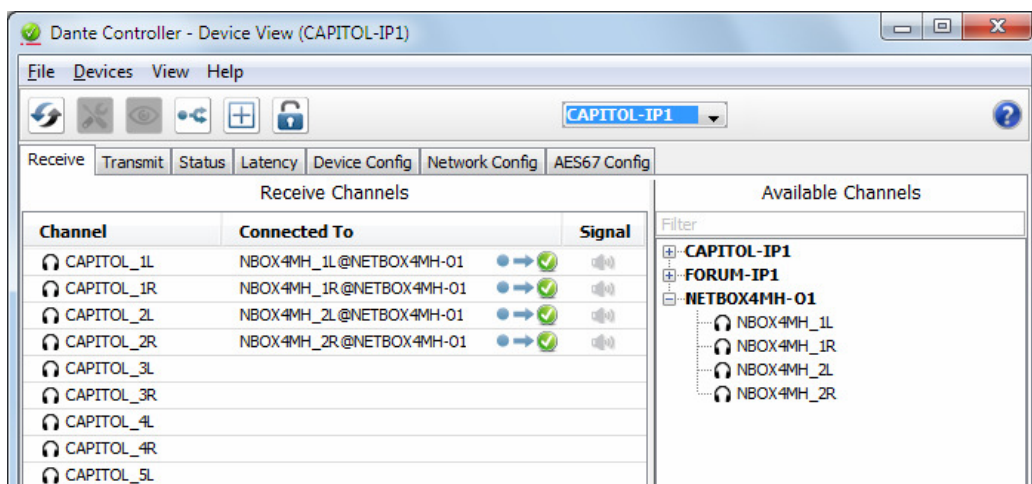 Dante Controller - Device View (CAPITOL-IP1)
File Devices View Help
CAPITOL-IP1
Receive Transmit Status Latency Device Config Network Config AES67 Config
Receive Channels
Channel Connected To Signal
CAPITOL_1L NBOX4MH_1L@NETBOX4MH-01
CAPITOL_1R NBOX4MH_1R@NETBOX4MH-01
CAPITOL_2L NBOX4MH_2L@NETBOX4MH-01
CAPITOL_2R NBOX4MH_2R@NETBOX4MH-01
CAPITOL_3L
CAPITOL_3R
CAPITOL_4L
CAPITOL_4R
CAPITOL_5L
Available Channels
Filter
CAPITOL-IP1
FORUM-IP1
NETBOX4MH-01
NBOX4MH_1L
NBOX4MH_1R
NBOX4MH_2L
NBOX4MH_2R